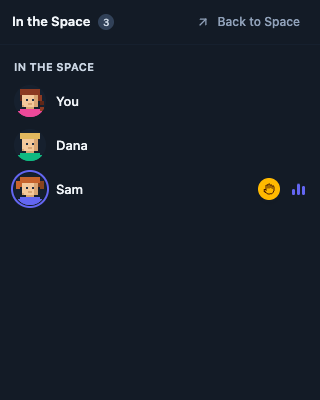 In the Space 3 Back to Space
IN THE SPACE
You
Dana
Sam